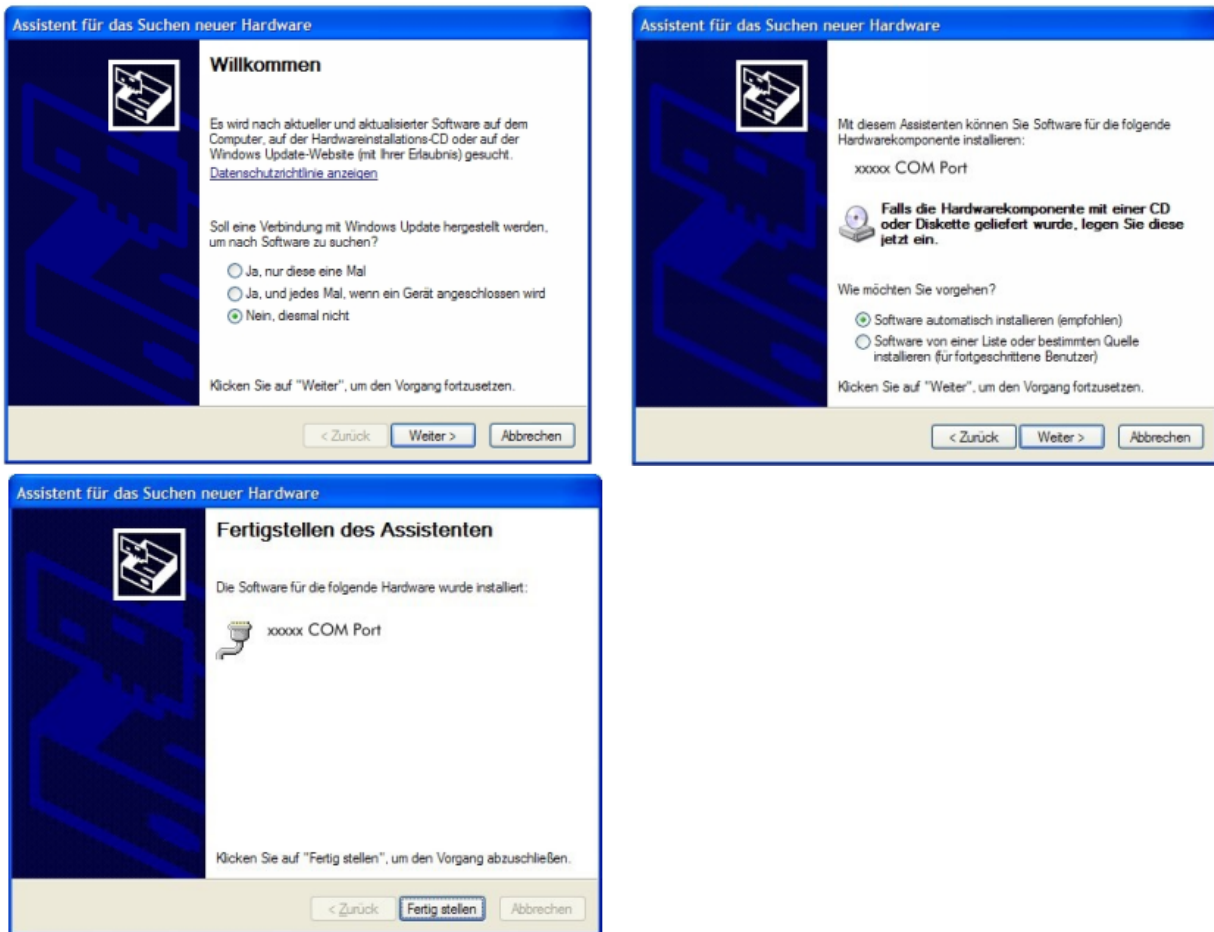 Assistent für das Suchen neuer Hardware
Willkommen
Es wird nach aktueller und aktualisierter Software auf dem
Computer, auf der Hardwareinstallations-CD oder auf der
Windows Update-Website (mit Ihrer Erlaubnis) gesucht.
Datenschutzrichtlinie anzeigen
Soll eine Verbindung mit Windows Update hergestellt werden,
um nach Software zu suchen?
Ja, nur diese eine Mal
Ja, und jedes Mal, wenn ein Gerät angeschlossen wird
Nein, diesmal nicht
Klicken Sie auf "Weiter", um den Vorgang fortzusetzen.
< Zurück Weiter > Abbrechen
Assistent für das Suchen neuer Hardware
Mit diesem Assistenten können Sie Software für die folgende
Hardwarekomponente installieren:
xxxxx COM Port
Falls die Hardwarekomponente mit einer CD
oder Diskette geliefert wurde, legen Sie diese
jetzt ein.
Wie möchten Sie vorgehen?
Software automatisch installieren (empfohlen)
Software von einer Liste oder bestimmten Quelle
installieren (für fortgeschrittene Benutzer)
Klicken Sie auf "Weiter", um den Vorgang fortzusetzen.
< Zurück Weiter > Abbrechen
Assistent für das Suchen neuer Hardware
Fertigstellen des Assistenten
Die Software für die folgende Hardware wurde installiert:
xxxxx COM Port
Klicken Sie auf "Fertig stellen", um den Vorgang abzuschließen.
< Zurück Fertig stellen Abbrechen